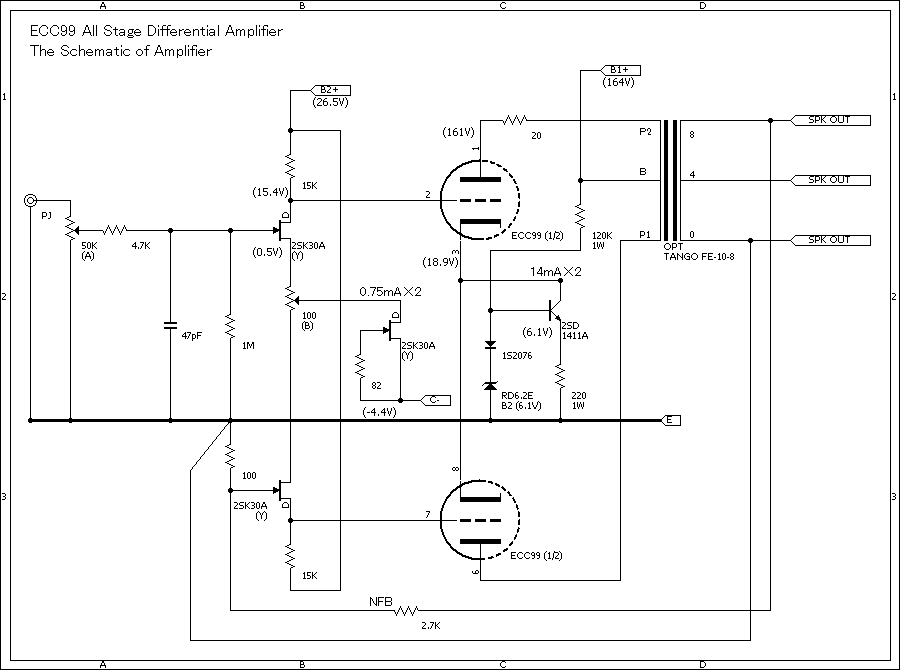 A B C D
ECC99 All Stage Differential Amplifier
The Schematic of Amplifier
B1+
(164V)
B2+
(26.5V)
1
1
SPK OUT
20
P2
8
(161V)
1
15K
B
4
SPK OUT
(15.4V)
D
2
PJ
50K
(A)
4.7K
(0.5V)
2SK30A
(Y)
ECC99 (1/2)
120K
1W
P1
0
SPK OUT
OPT
TANGO FE-10-8
3
(18.9V)
14mA×2
2
2
0.75mA×2
100
(B)
D
47pF
1M
2SK30A
(Y)
(6.1V)
2SD
1411A
1S2076
82
C-
(-4.4V)
RD6.2E
B2 (6.1V)
220
1W
E
8
100
3
3
2SK30A
(Y)
D
7
ECC99 (1/2)
15K
6
NFB
2.7K
A B C D